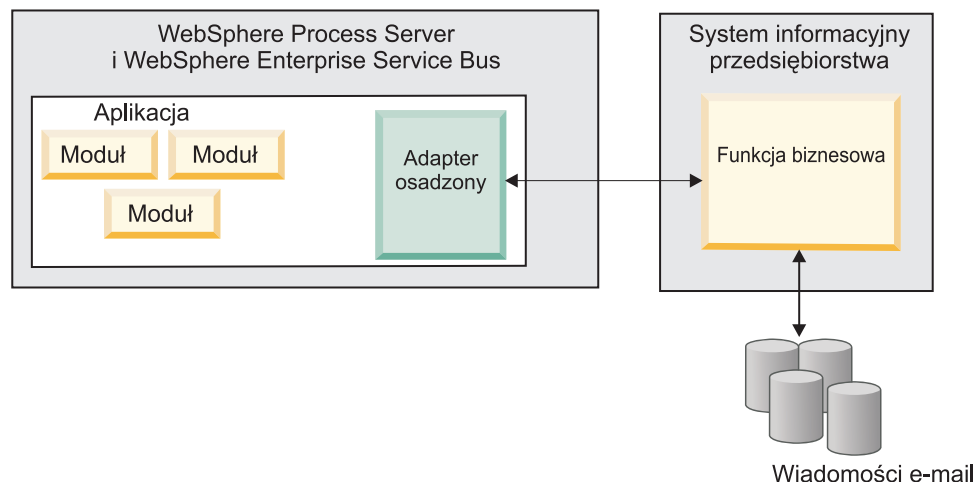 WebSphere Process Server
i WebSphere Enterprise Service Bus
Aplikacja
Moduł
Moduł
Moduł
Adapter
osadzony
System informacyjny
przedsiębiorstwa
Funkcja biznesowa
Wiadomości e-mail